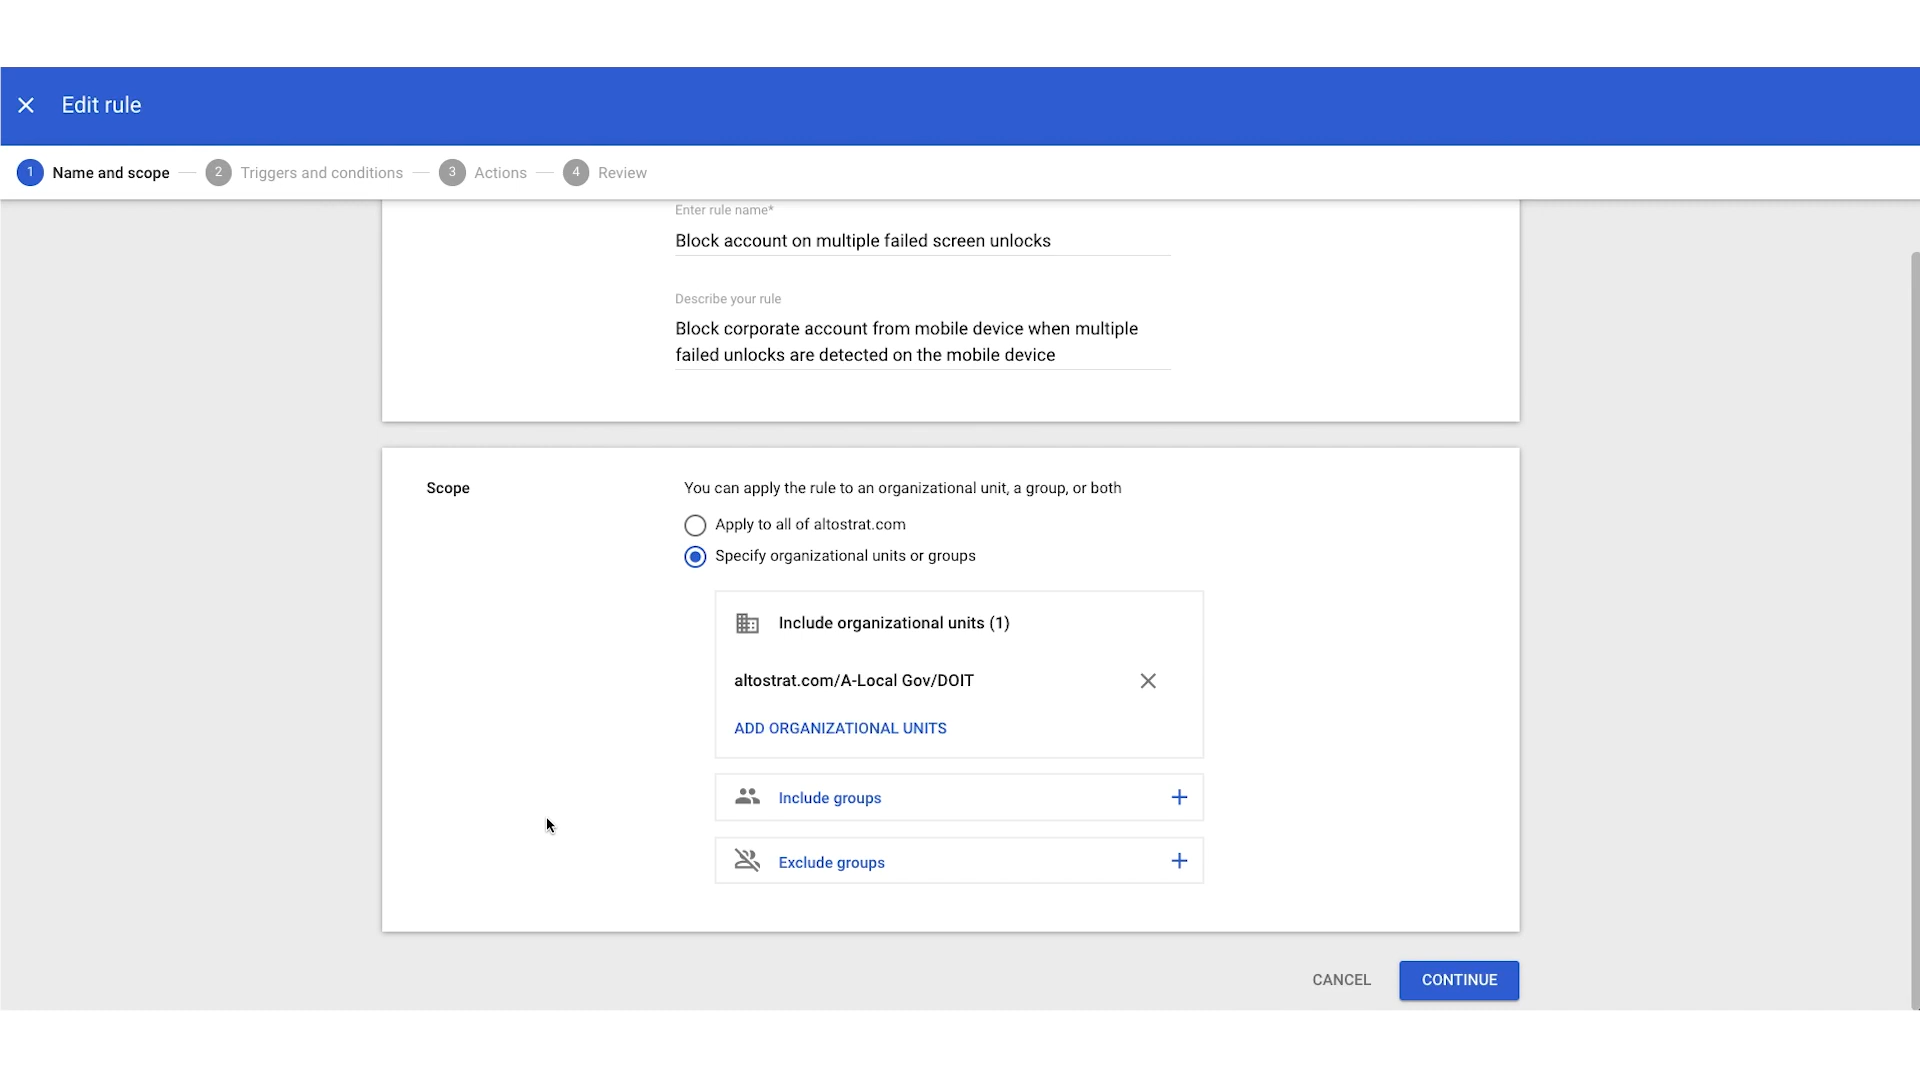 Edit rule
1 Name and scope 2 Triggers and conditions 3 Actions 4 Review
Enter rule name*
Block account on multiple failed screen unlocks
Describe your rule
Block corporate account from mobile device when multiple
failed unlocks are detected on the mobile device
Scope
You can apply the rule to an organizational unit, a group, or both
Apply to all of altostrat.com
Specify organizational units or groups
Include organizational units (1)
altostrat.com/A-Local Gov/DOIT
ADD ORGANIZATIONAL UNITS
Include groups
Exclude groups
CANCEL CONTINUE